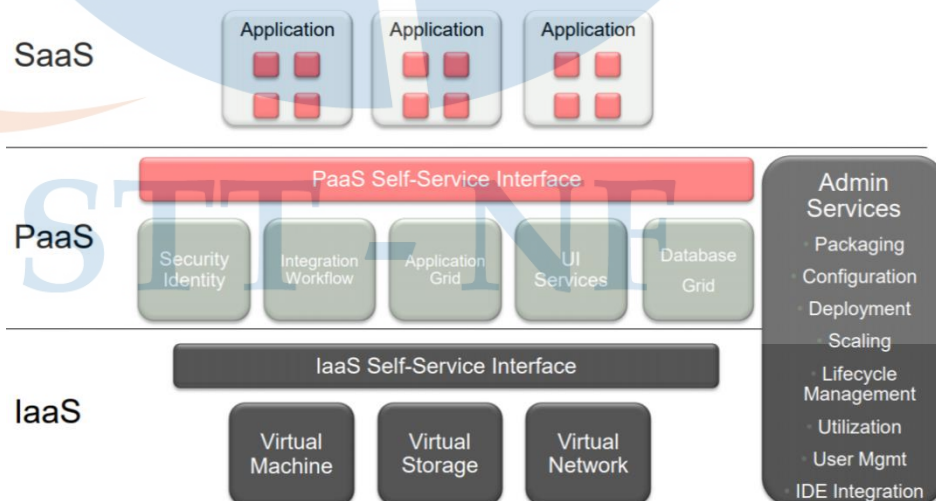 SaaS
Application
Application
Application
PaaS
PaaS Self-Service Interface
Security
Identity
Integration
Workflow
Application
Grid
UI
Services
Database
Grid
STT - NF
IaaS
IaaS Self-Service Interface
Virtual
Machine
Virtual
Storage
Virtual
Network
Admin
Services
• Packaging
• Configuration
• Deployment
• Scaling
• Lifecycle
Management
• Utilization
• User Mgmt
• IDE Integration